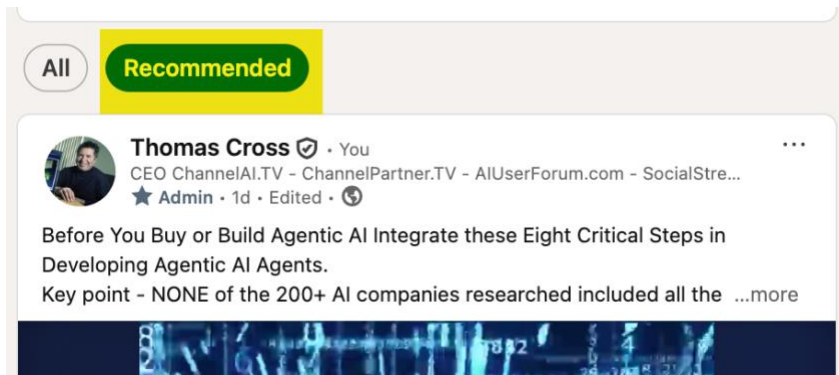 All
Recommended
Thomas Cross · You
CEO ChannelAI.TV - ChannelPartner.TV - AIUserForum.com - SocialStre...
Admin · 1d · Edited ·
Before You Buy or Build Agentic AI Integrate these Eight Critical Steps in
Developing Agentic AI Agents.
Key point - NONE of the 200+ AI companies researched included all the ...more